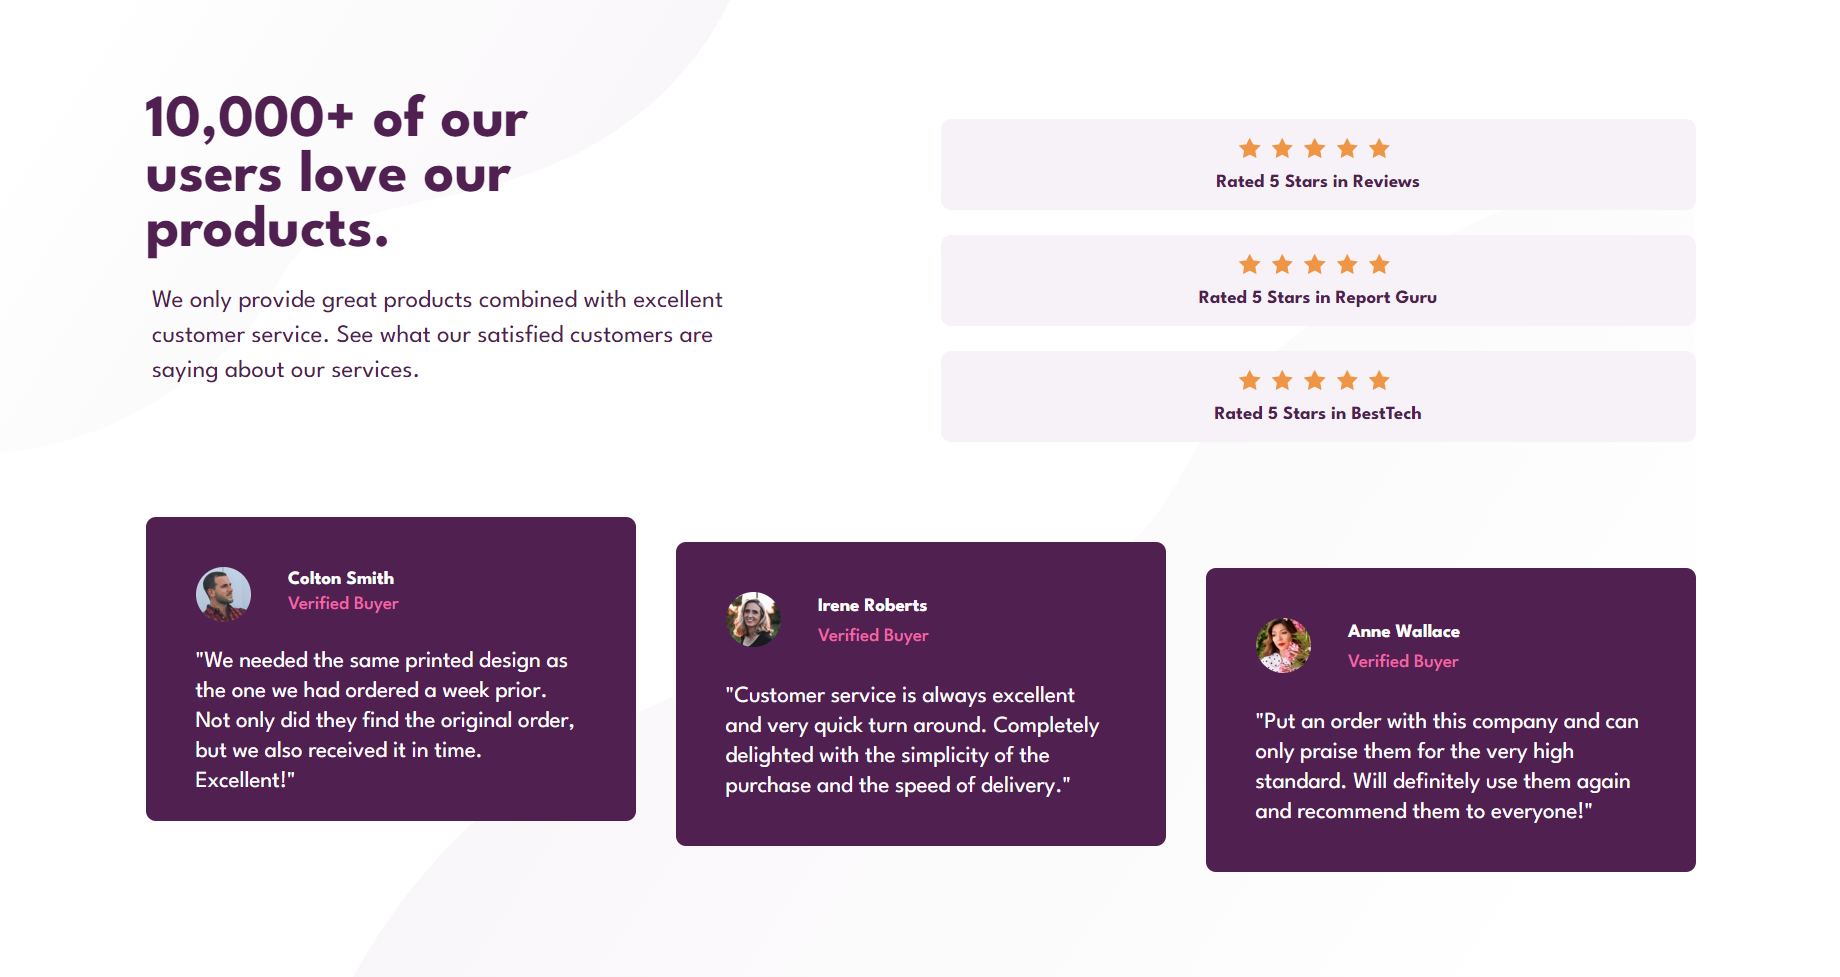 10,000+ of our
users love our
products.
We only provide great products combined with excellent
customer service. See what our satisfied customers are
saying about our services.
Rated 5 Stars in Reviews
Rated 5 Stars in Report Guru
Rated 5 Stars in BestTech
Colton Smith
Verified Buyer
"We needed the same printed design as
the one we had ordered a week prior.
Not only did they find the original order,
but we also received it in time.
Excellent!"
Irene Roberts
Verified Buyer
"Customer service is always excellent
and very quick turn around. Completely
delighted with the simplicity of the
purchase and the speed of delivery."
Anne Wallace
Verified Buyer
"Put an order with this company and can
only praise them for the very high
standard. Will definitely use them again
and recommend them to everyone!"